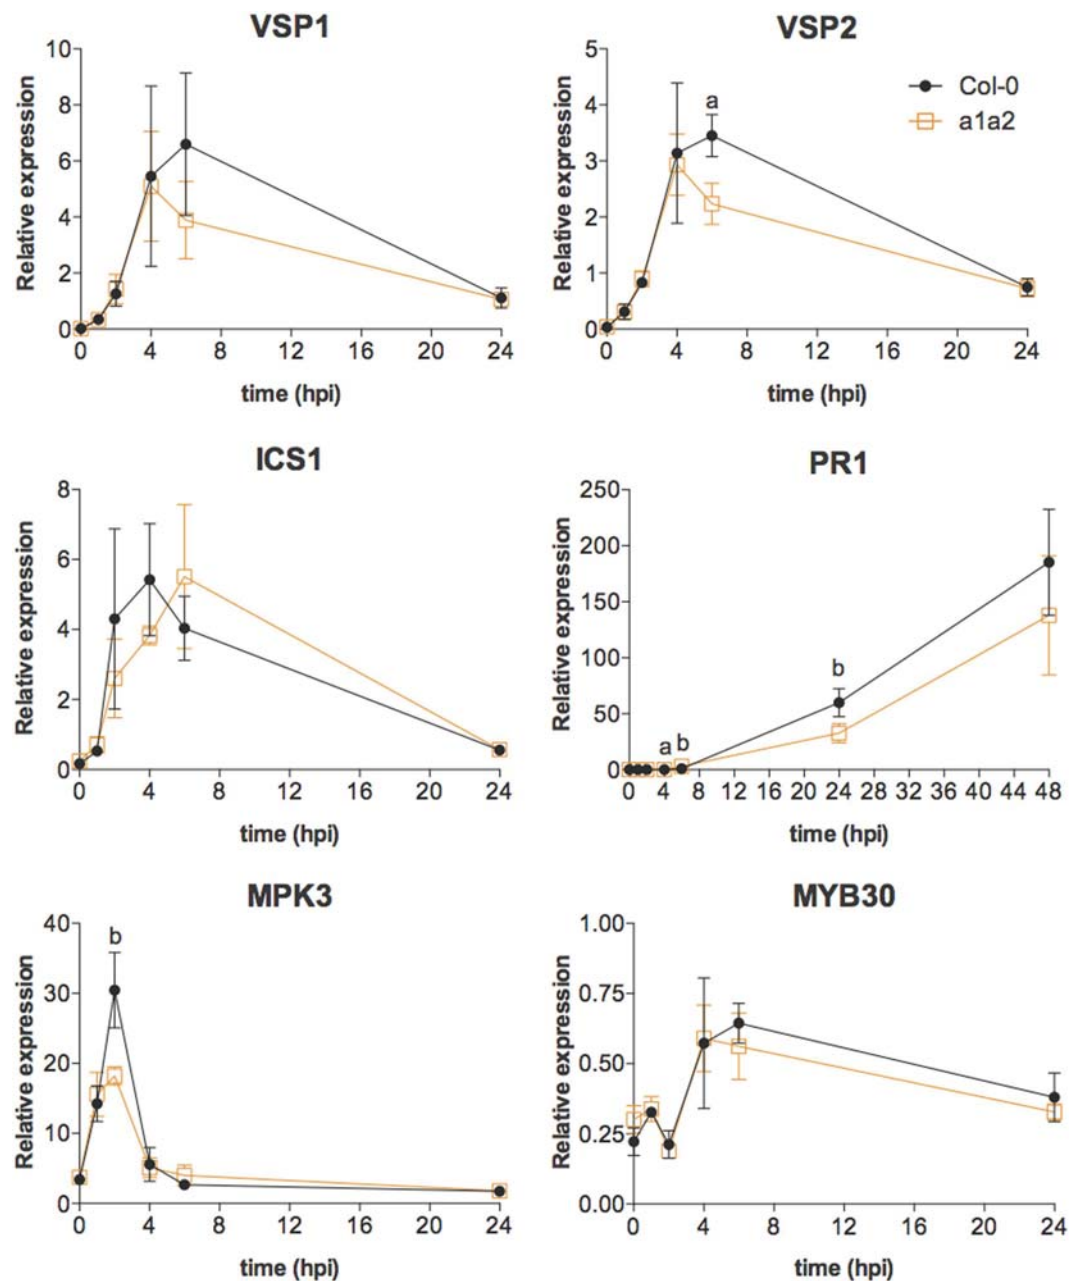 VSP1
Relative expression
10
8
6
4
2
0
0 4 8 12 16 20 24
time (hpi)
VSP2
Relative expression
5
4
3
2
1
0
a
Col-0
a1a2
0 4 8 12 16 20 24
time (hpi)
ICS1
Relative expression
8
6
4
2
0
0 4 8 12 16 20 24
time (hpi)
PR1
Relative expression
250
200
150
100
50
0
a b
b
0 4 8 12 16 20 24 28 32 36 40 44 48
time (hpi)
MPK3
Relative expression
40
30
20
10
0
b
0 4 8 12 16 20 24
time (hpi)
MYB30
Relative expression
1.00
0.75
0.50
0.25
0.00
0 4 8 12 16 20 24
time (hpi)